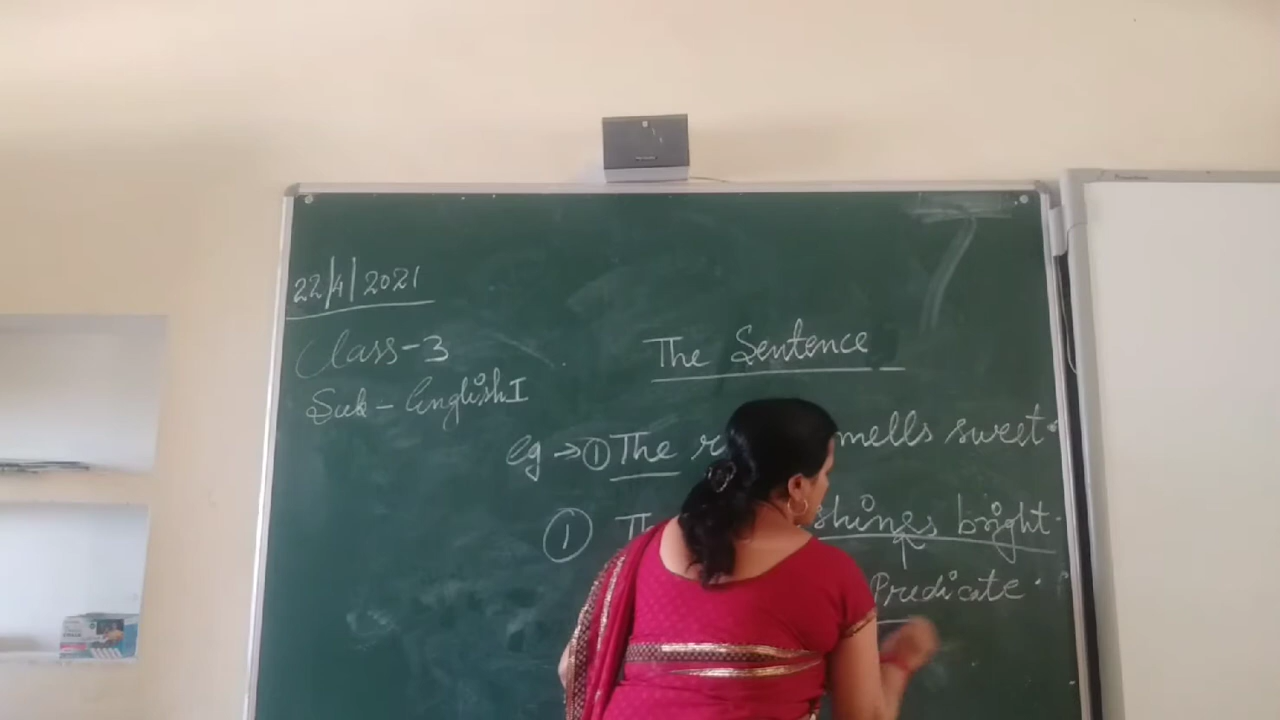 22/4/2021
Class-3
Sub - English I
The Sentence
eg → ① The mells sweet.
① shines bright.
Predicate.